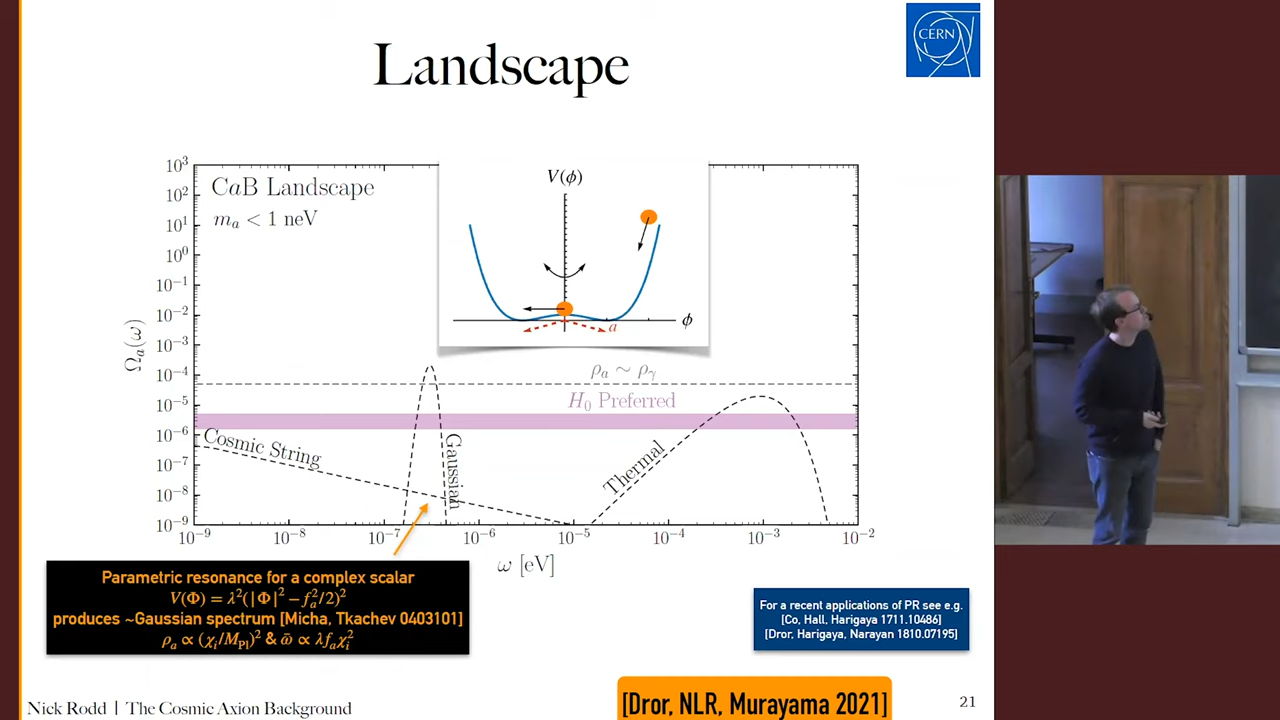 Landscape
CERN
CaB Landscape
m_a < 1 neV
V(ϕ)
ϕ
a
10^3
10^2
10^1
10^0
10^-1
10^-2
10^-3
10^-4
10^-5
10^-6
10^-7
10^-8
10^-9
Ω_a(ω)
ρ_a ∼ ρ_γ
H_0 Preferred
Cosmic String
Gaussian
Thermal
10^-9 10^-8 10^-7 10^-6 10^-5 10^-4 10^-3 10^-2
ω [eV]
Parametric resonance for a complex scalar
V(Φ) = λ²(|Φ|² − f_a²/2)²
produces ~Gaussian spectrum [Micha, Tkachev 0403101]
ρ_a ∝ (χ_i/M_Pl)² & ω̄ ∝ λf_aχ_i²
For a recent applications of PR see e.g.
[Co, Hall, Harigaya 1711.10486]
[Dror, Harigaya, Narayan 1810.07195]
Nick Rodd | The Cosmic Axion Background
[Dror, NLR, Murayama 2021]
21